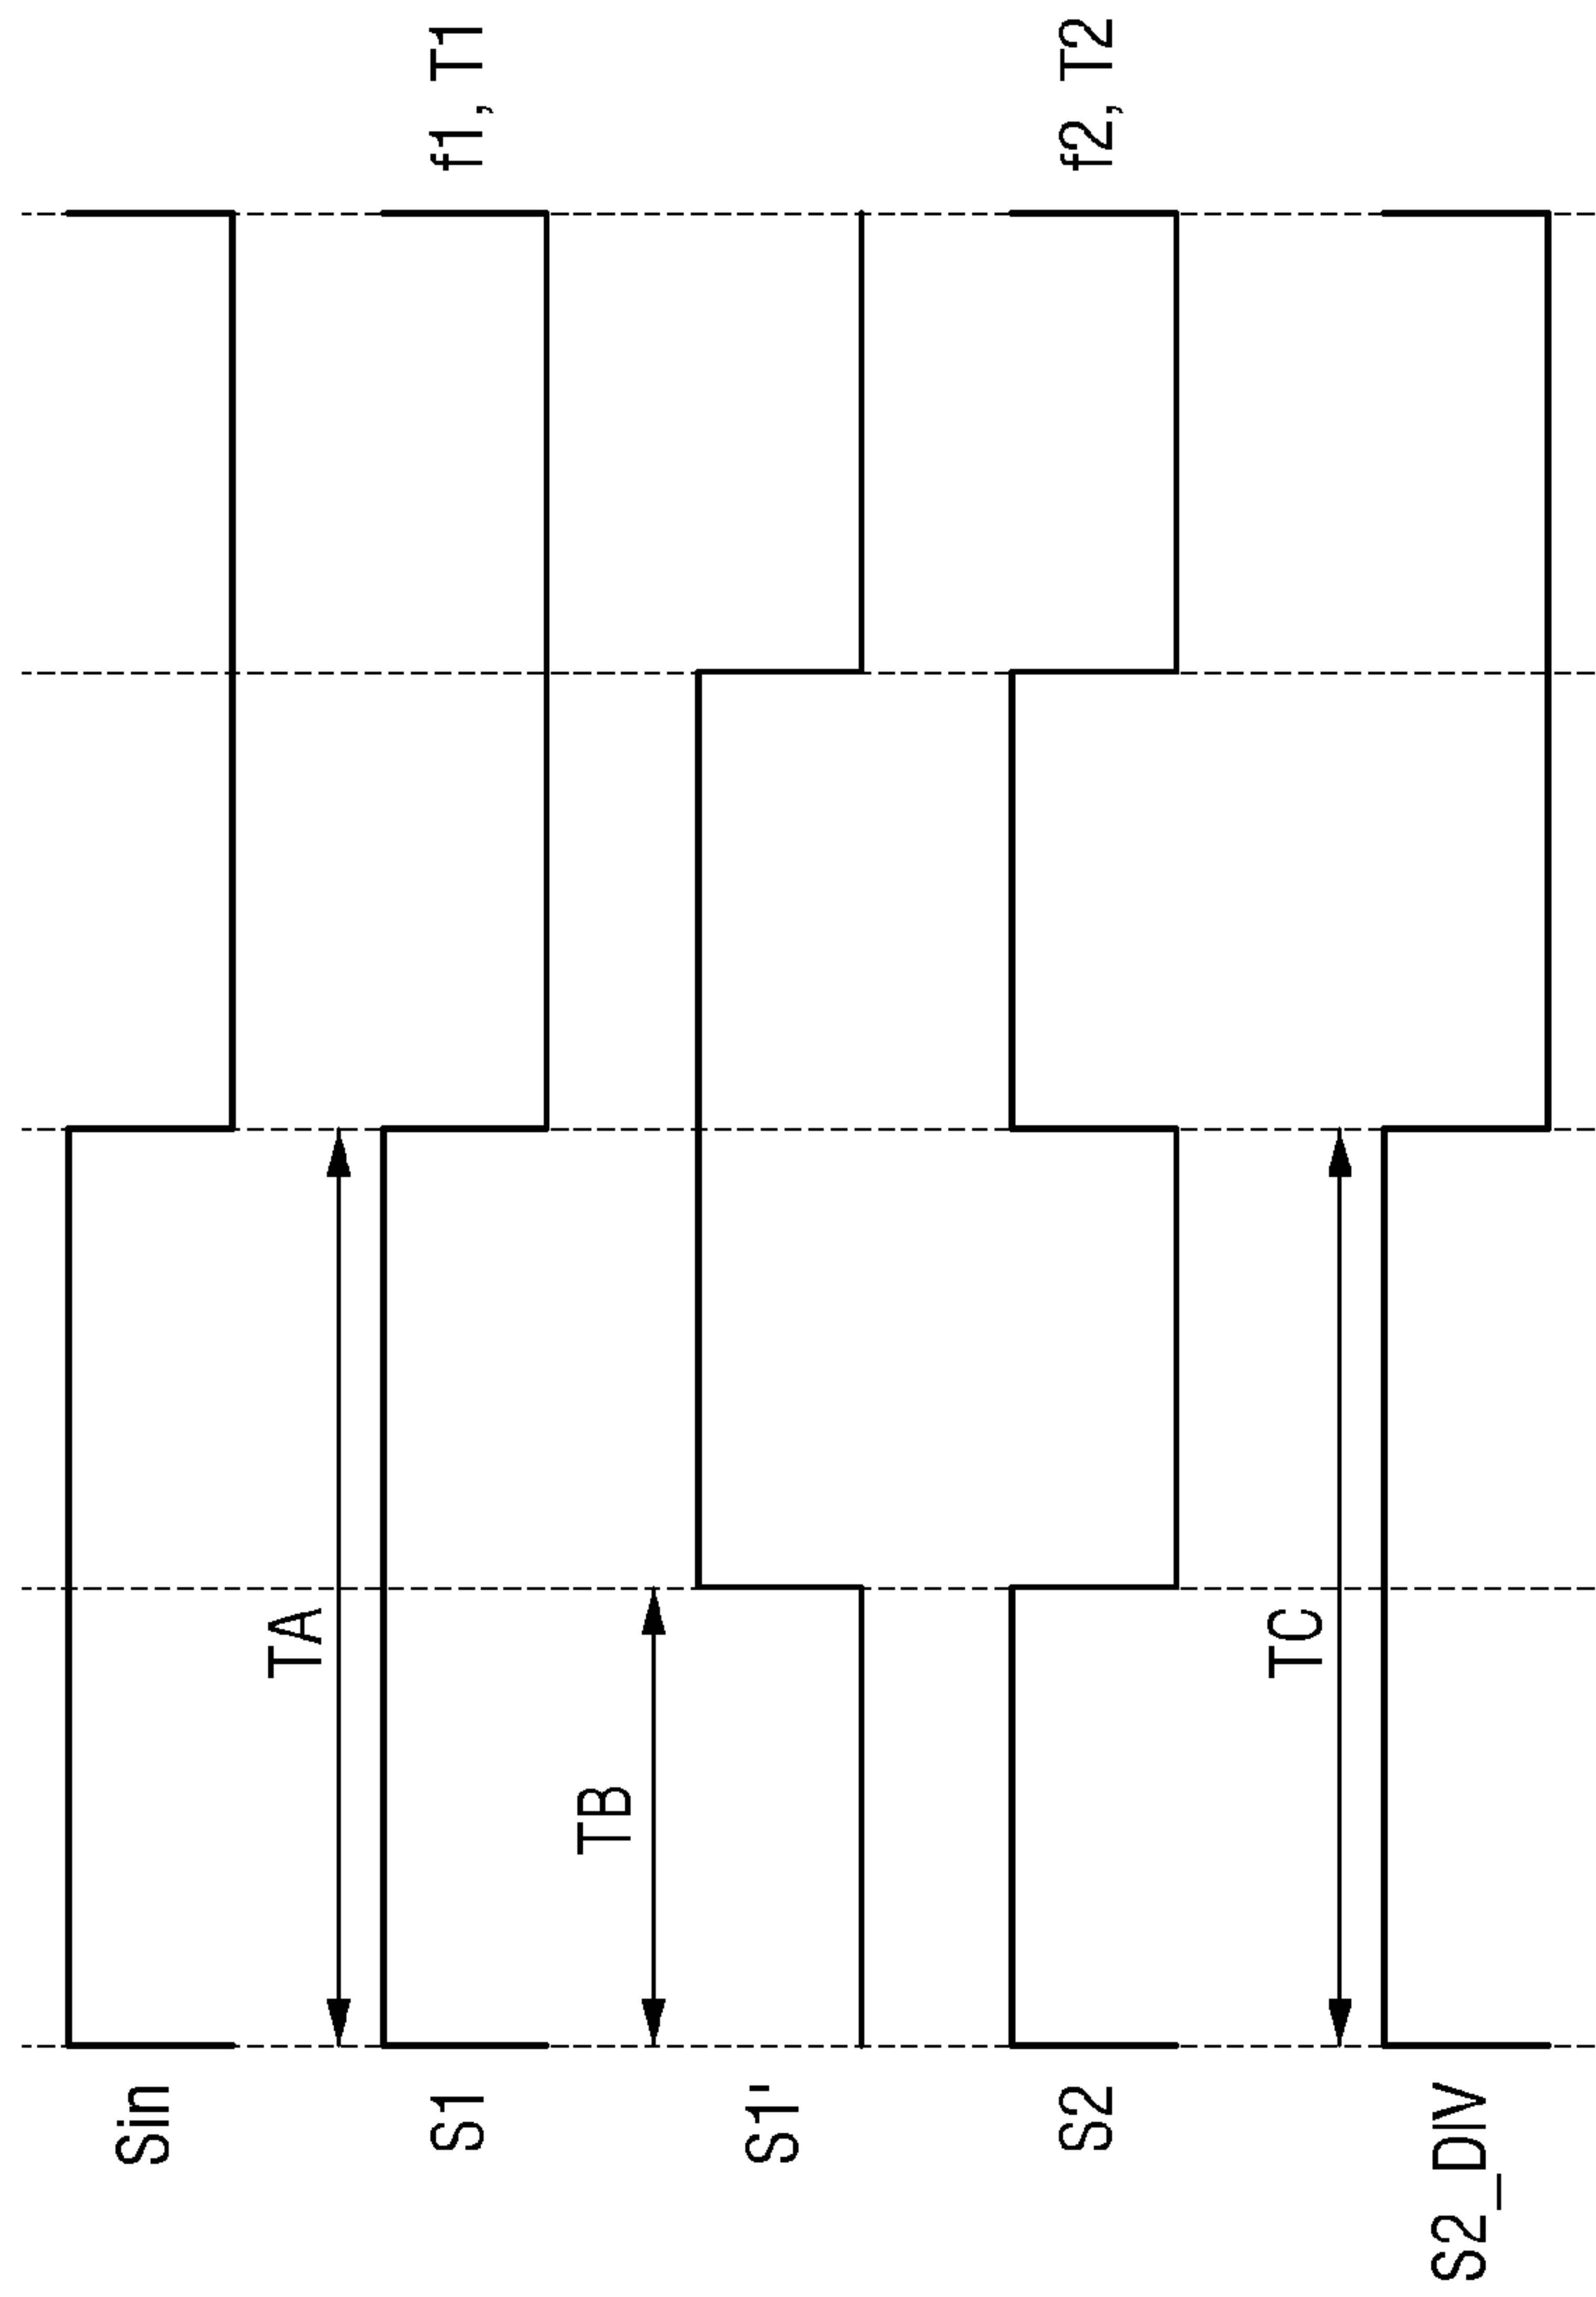 Sin
TA
S1
f1, T1
TB
S1'
S2
f2, T2
TC
S2_DIV